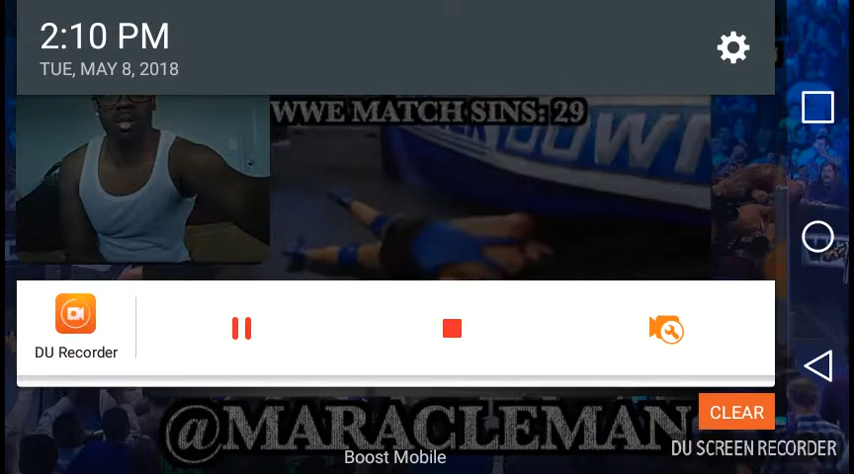 2:10 PM
TUE, MAY 8, 2018
WWE MATCH SINS: 29
DOWN
DU Recorder
CLEAR
@MARACLEMAN
Boost Mobile
DU SCREEN RECORDER